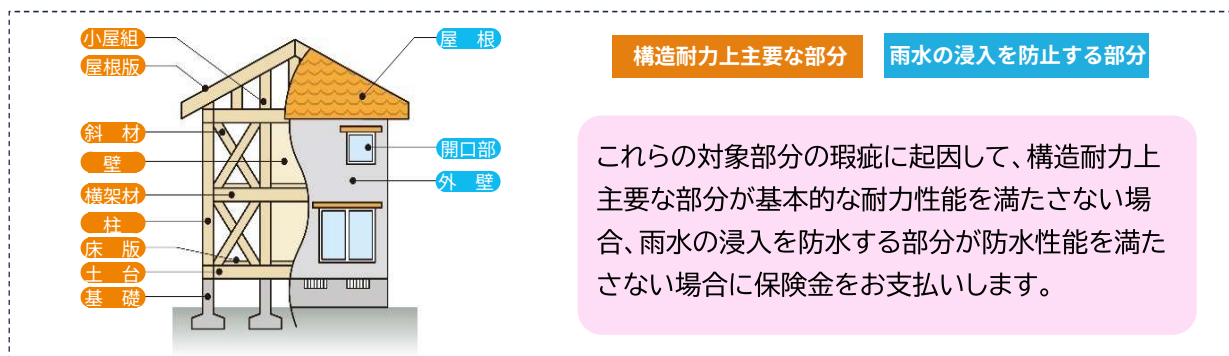 小屋組
屋根版
斜 材
壁
横架材
柱
床 版
土 台
基 礎
屋 根
開口部
外 壁
構造耐力上主要な部分
雨水の浸入を防止する部分
これらの対象部分の瑕疵に起因して、構造耐力上
主要な部分が基本的な耐力性能を満たさない場
合、雨水の浸入を防水する部分が防水性能を満た
さない場合に保険金をお支払いします。